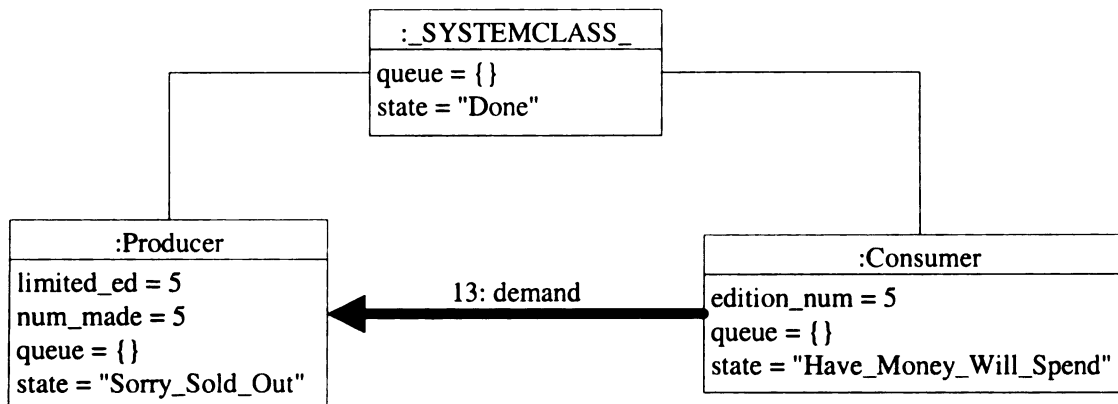 :_SYSTEMCLASS_
queue = {}
state = "Done"
:Producer
limited_ed = 5
num_made = 5
queue = {}
state = "Sorry_Sold_Out"
13: demand
:Consumer
edition_num = 5
queue = {}
state = "Have_Money_Will_Spend"